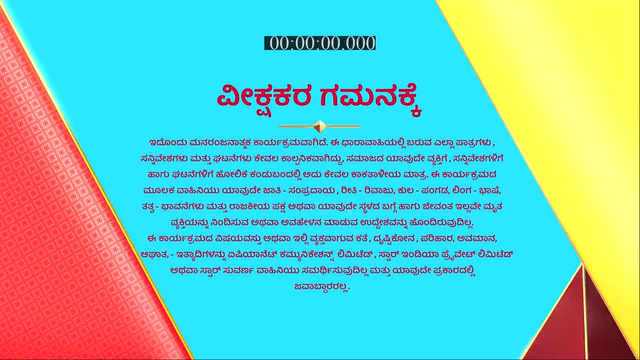 00:00:00.000
ವೀಕ್ಷಕರ ಗಮನಕ್ಕೆ
ಇದೊಂದು ಮನರಂಜನಾತ್ಮಕ ಕಾರ್ಯಕ್ರಮವಾಗಿದೆ. ಈ ಧಾರಾವಾಹಿಯಲ್ಲಿ ಬರುವ ಎಲ್ಲಾ ಪಾತ್ರಗಳು,
ಸನ್ನಿವೇಶಗಳು ಮತ್ತು ಘಟನೆಗಳು ಕೇವಲ ಕಾಲ್ಪನಿಕವಾಗಿದ್ದು, ಸಮಾಜದ ಯಾವುದೇ ವ್ಯಕ್ತಿಗೆ, ಸನ್ನಿವೇಶಗಳಿಗೆ
ಹಾಗು ಘಟನೆಗಳಿಗೆ ಹೋಲಿಕೆ ಕಂಡುಬಂದಲ್ಲಿ ಅದು ಕೇವಲ ಕಾಕತಾಳೀಯ ಮಾತ್ರ. ಈ ಕಾರ್ಯಕ್ರಮದ
ಮೂಲಕ ವಾಹಿನಿಯು ಯಾವುದೇ ಜಾತಿ - ಸಂಪ್ರದಾಯ, ರೀತಿ - ರಿವಾಜು, ಕುಲ - ಪಂಗಡ, ಲಿಂಗ - ಭಾಷೆ,
ತತ್ವ - ಭಾವನೆಗಳು ಮತ್ತು ರಾಜಕೀಯ ಪಕ್ಷ ಅಥವಾ ಯಾವುದೇ ಸ್ಥಳದ ಬಗ್ಗೆ ಹಾಗು ಜೀವಂತ ಇಲ್ಲವೇ ಮೃತ
ವ್ಯಕ್ತಿಯನ್ನು ನಿಂದಿಸುವ ಅಥವಾ ಅವಹೇಳನ ಮಾಡುವ ಉದ್ದೇಶವನ್ನು ಹೊಂದಿರುವುದಿಲ್ಲ.
ಈ ಕಾರ್ಯಕ್ರಮದ ವಿಷಯವಸ್ತು ಅಥವಾ ಇಲ್ಲಿ ವ್ಯಕ್ತವಾಗುವ ಕತೆ, ದೃಷ್ಟಿಕೋನ, ಪರಿಹಾರ, ಅವಮಾನ,
ಆಘಾತ, - ಇತ್ಯಾದಿಗಳನ್ನು ಏಷಿಯಾನೆಟ್ ಕಮ್ಯುನಿಕೇಶನ್ಸ್ ಲಿಮಿಟೆಡ್, ಸ್ಟಾರ್ ಇಂಡಿಯಾ ಪ್ರೈವೇಟ್ ಲಿಮಿಟೆಡ್
ಅಥವಾ ಸ್ಟಾರ್ ಸುವರ್ಣ ವಾಹಿನಿಯು ಸಮರ್ಥಿಸುವುದಿಲ್ಲ ಮತ್ತು ಯಾವುದೇ ಪ್ರಕಾರದಲ್ಲಿ
ಜವಾಬ್ದಾರರಲ್ಲ.